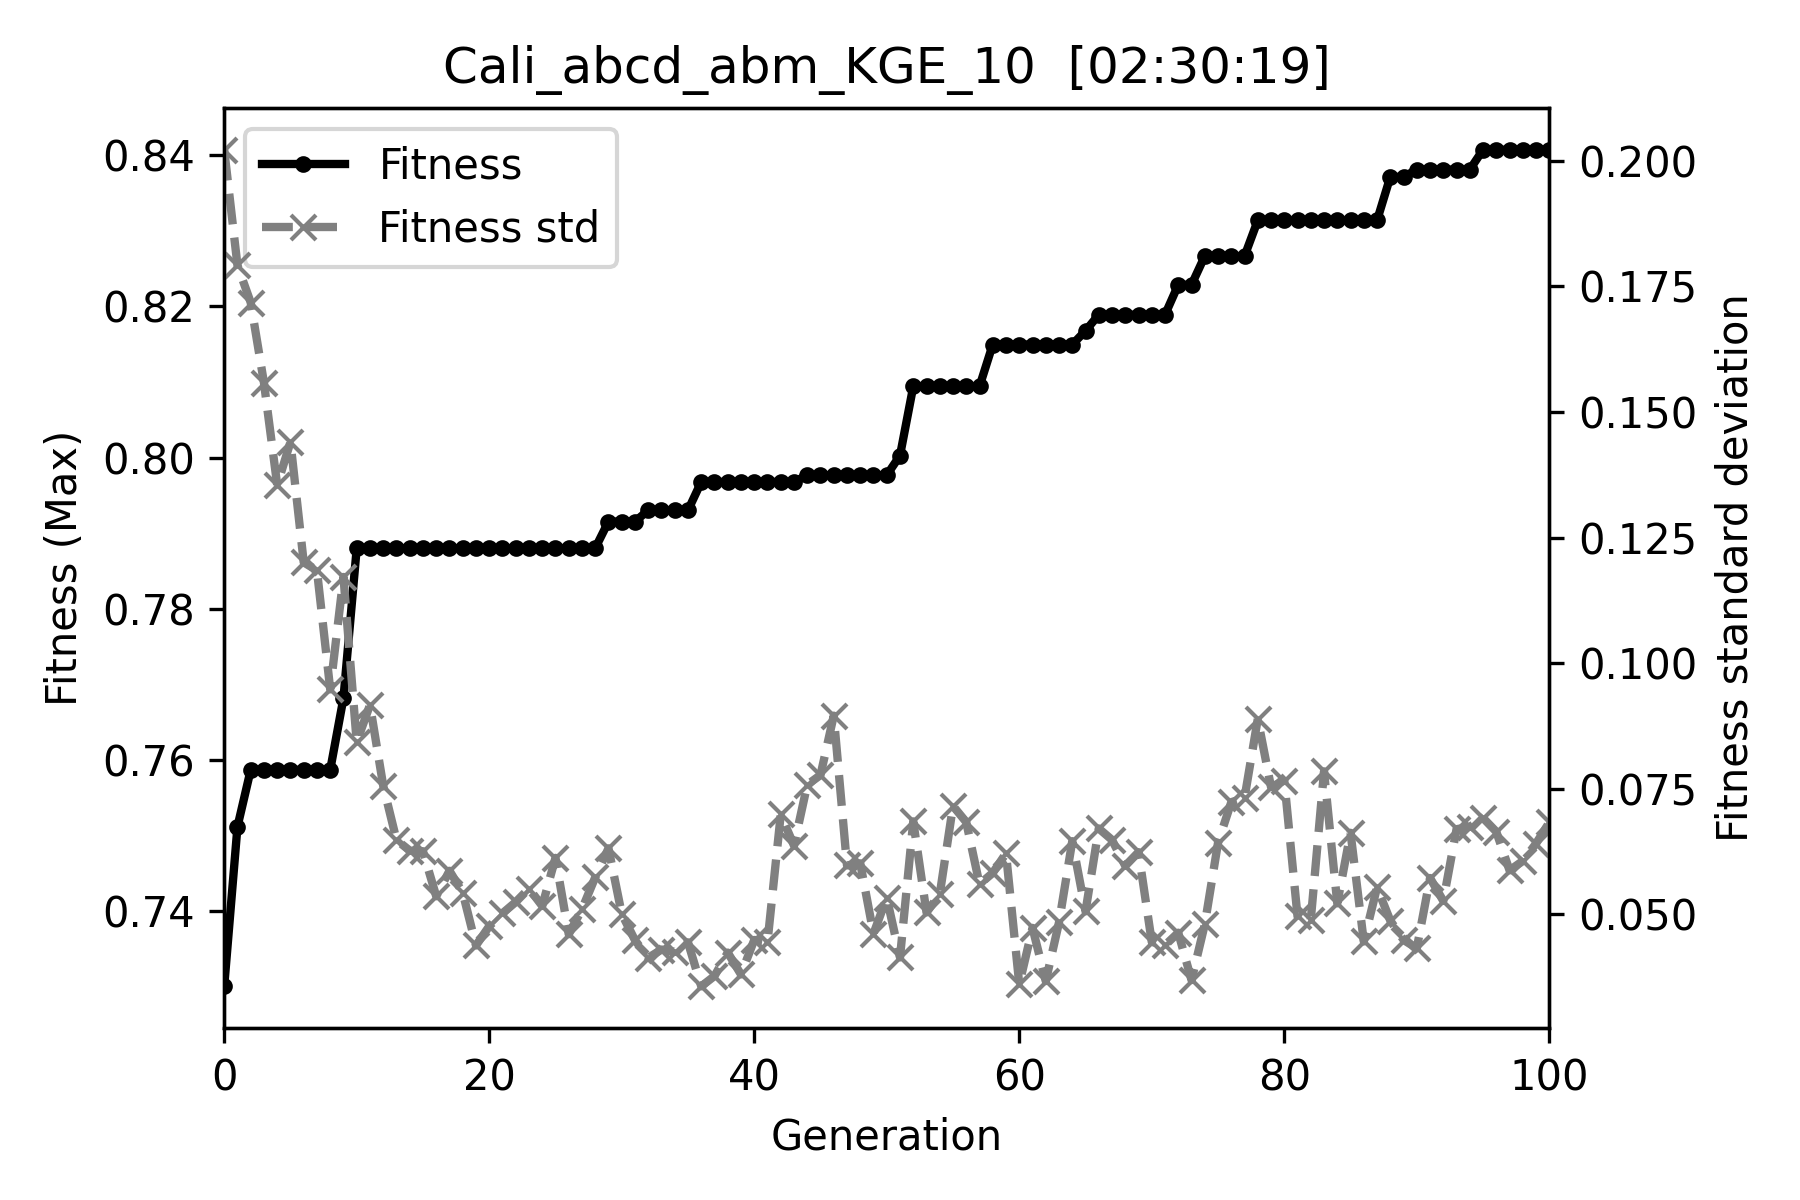 Cali_abcd_abm_KGE_10  [02:30:19]
Fitness
Fitness std
Fitness (Max)
0.84
0.82
0.80
0.78
0.76
0.74
0.200
0.175
0.150
0.125
0.100
0.075
0.050
Fitness standard deviation
0 20 40 60 80 100
Generation